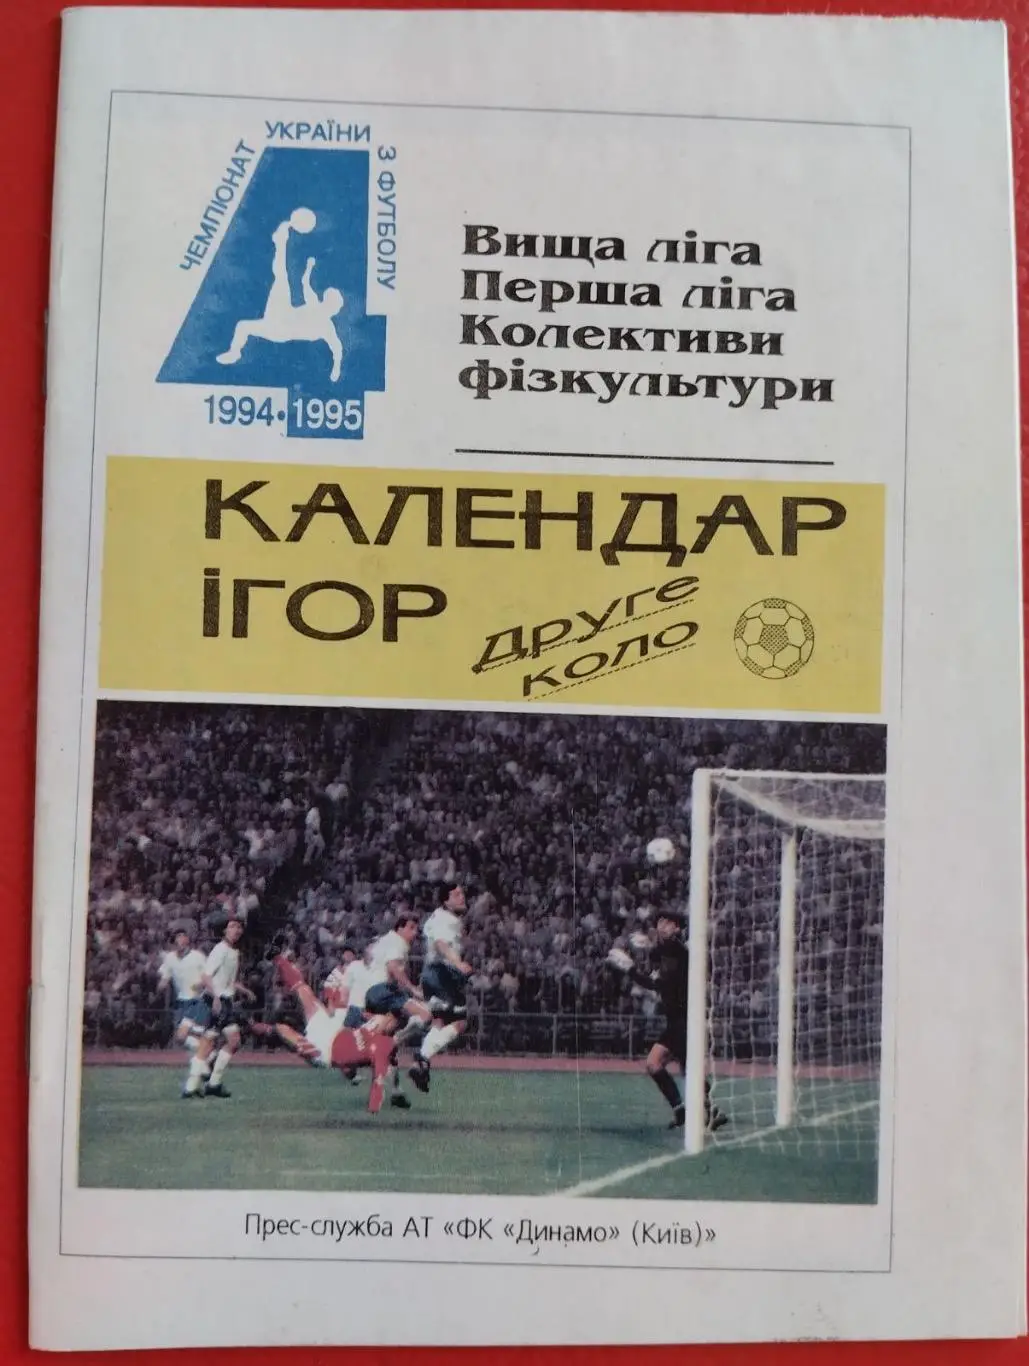 ЧЕМПІОНАТ
УКРАЇНИ
З ФУТБОЛУ
1994·1995
Вища ліга
Перша ліга
Колективи
фізкультури
КАЛЕНДАР
ІГОР
ДРУГЕ
КОЛО
Прес-служба АТ «ФК «Динамо» (Київ)»